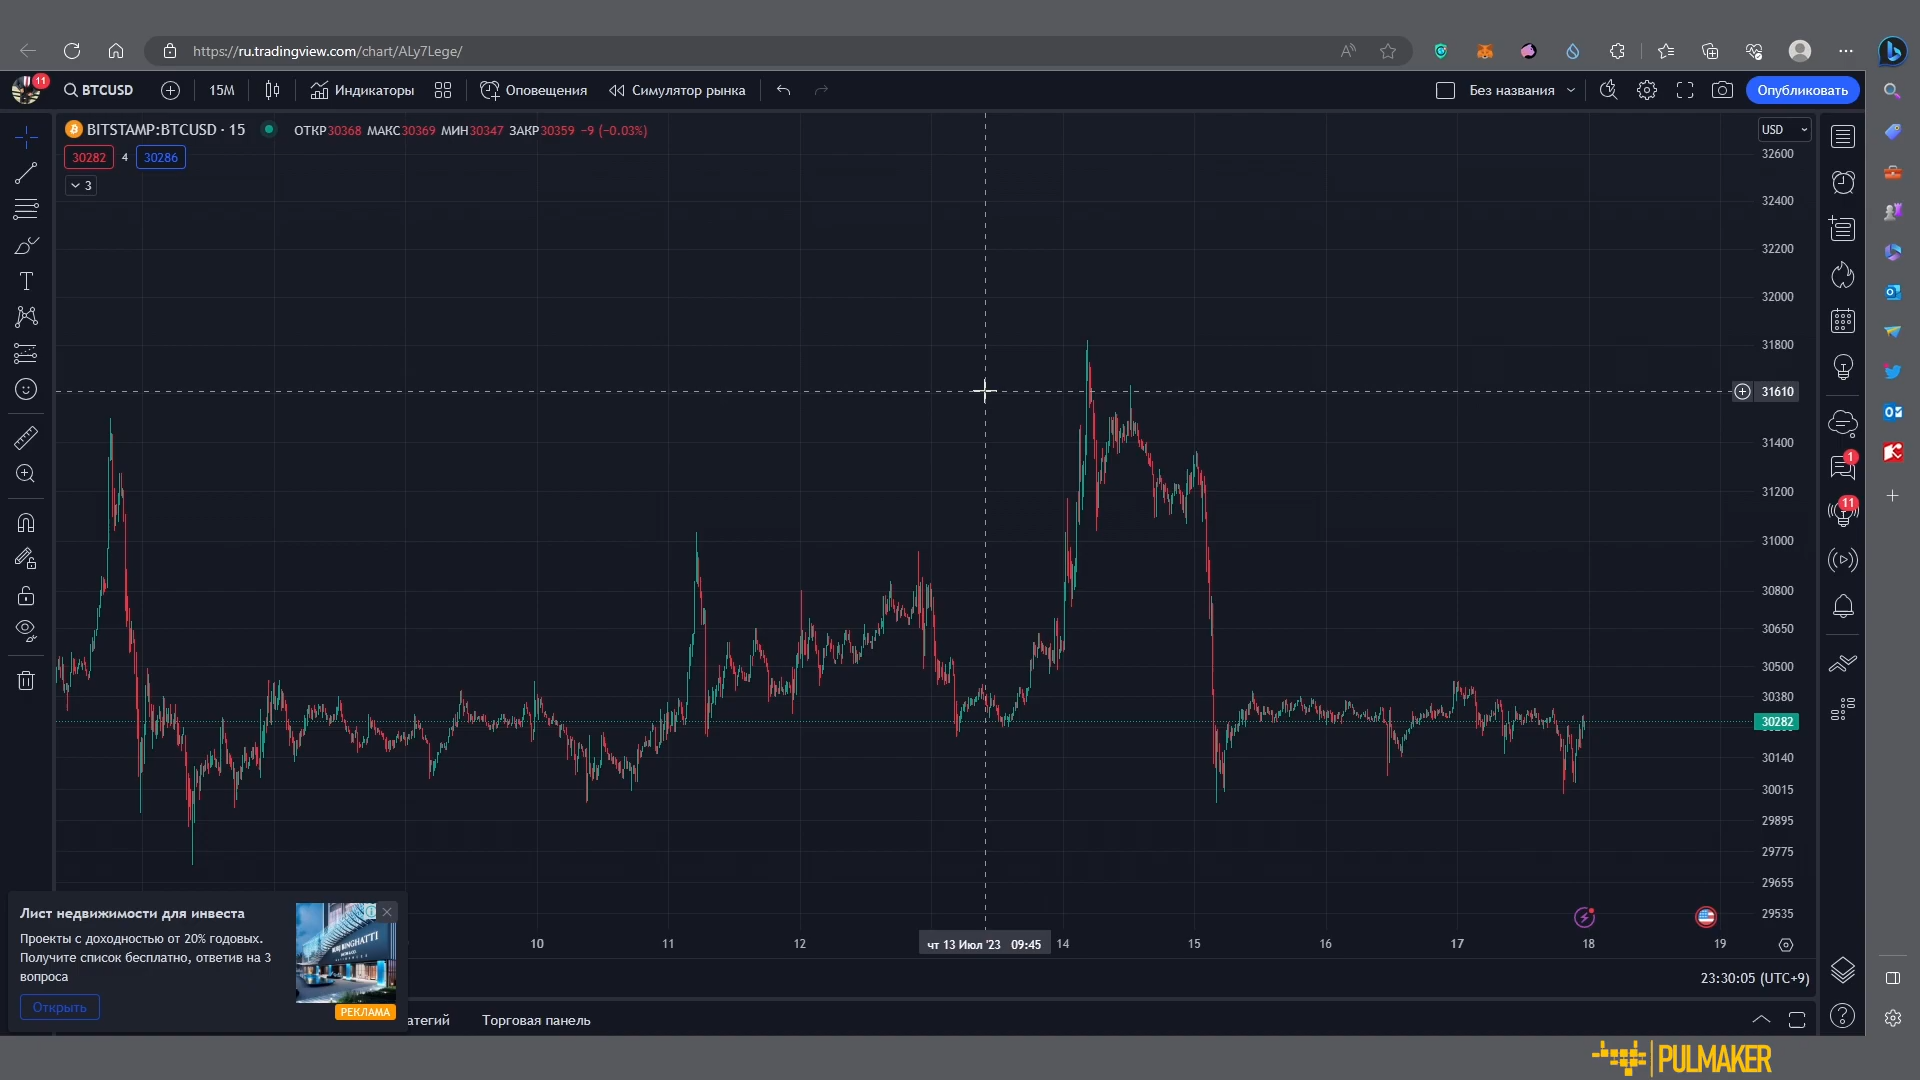 https://ru.tradingview.com/chart/ALy7Lege/
11
BTCUSD
15М
Индикаторы
Оповещения
Симулятор рынка
Без названия
Опубликовать
BITSTAMP:BTCUSD · 15
ОТКР30368 МАКС30369 МИН30347 ЗАКР30359 −9 (−0.03%)
USD
30282
4
30286
3
32600
32400
32200
32000
31800
31610
31400
31200
31000
30800
30650
30500
30380
30282
30140
30015
29895
29775
29655
29535
1
11
10
11
12
чт 13 Июл '23 09:45
14
15
16
17
18
19
23:30:05 (UTC+9)
Лист недвижимости для инвеста
Проекты с доходностью от 20% годовых.
Получите список бесплатно, ответив на 3
вопроса
Открыть
BINGHATTI
РЕКЛАМА
атегий
Торговая панель
PULMAKER